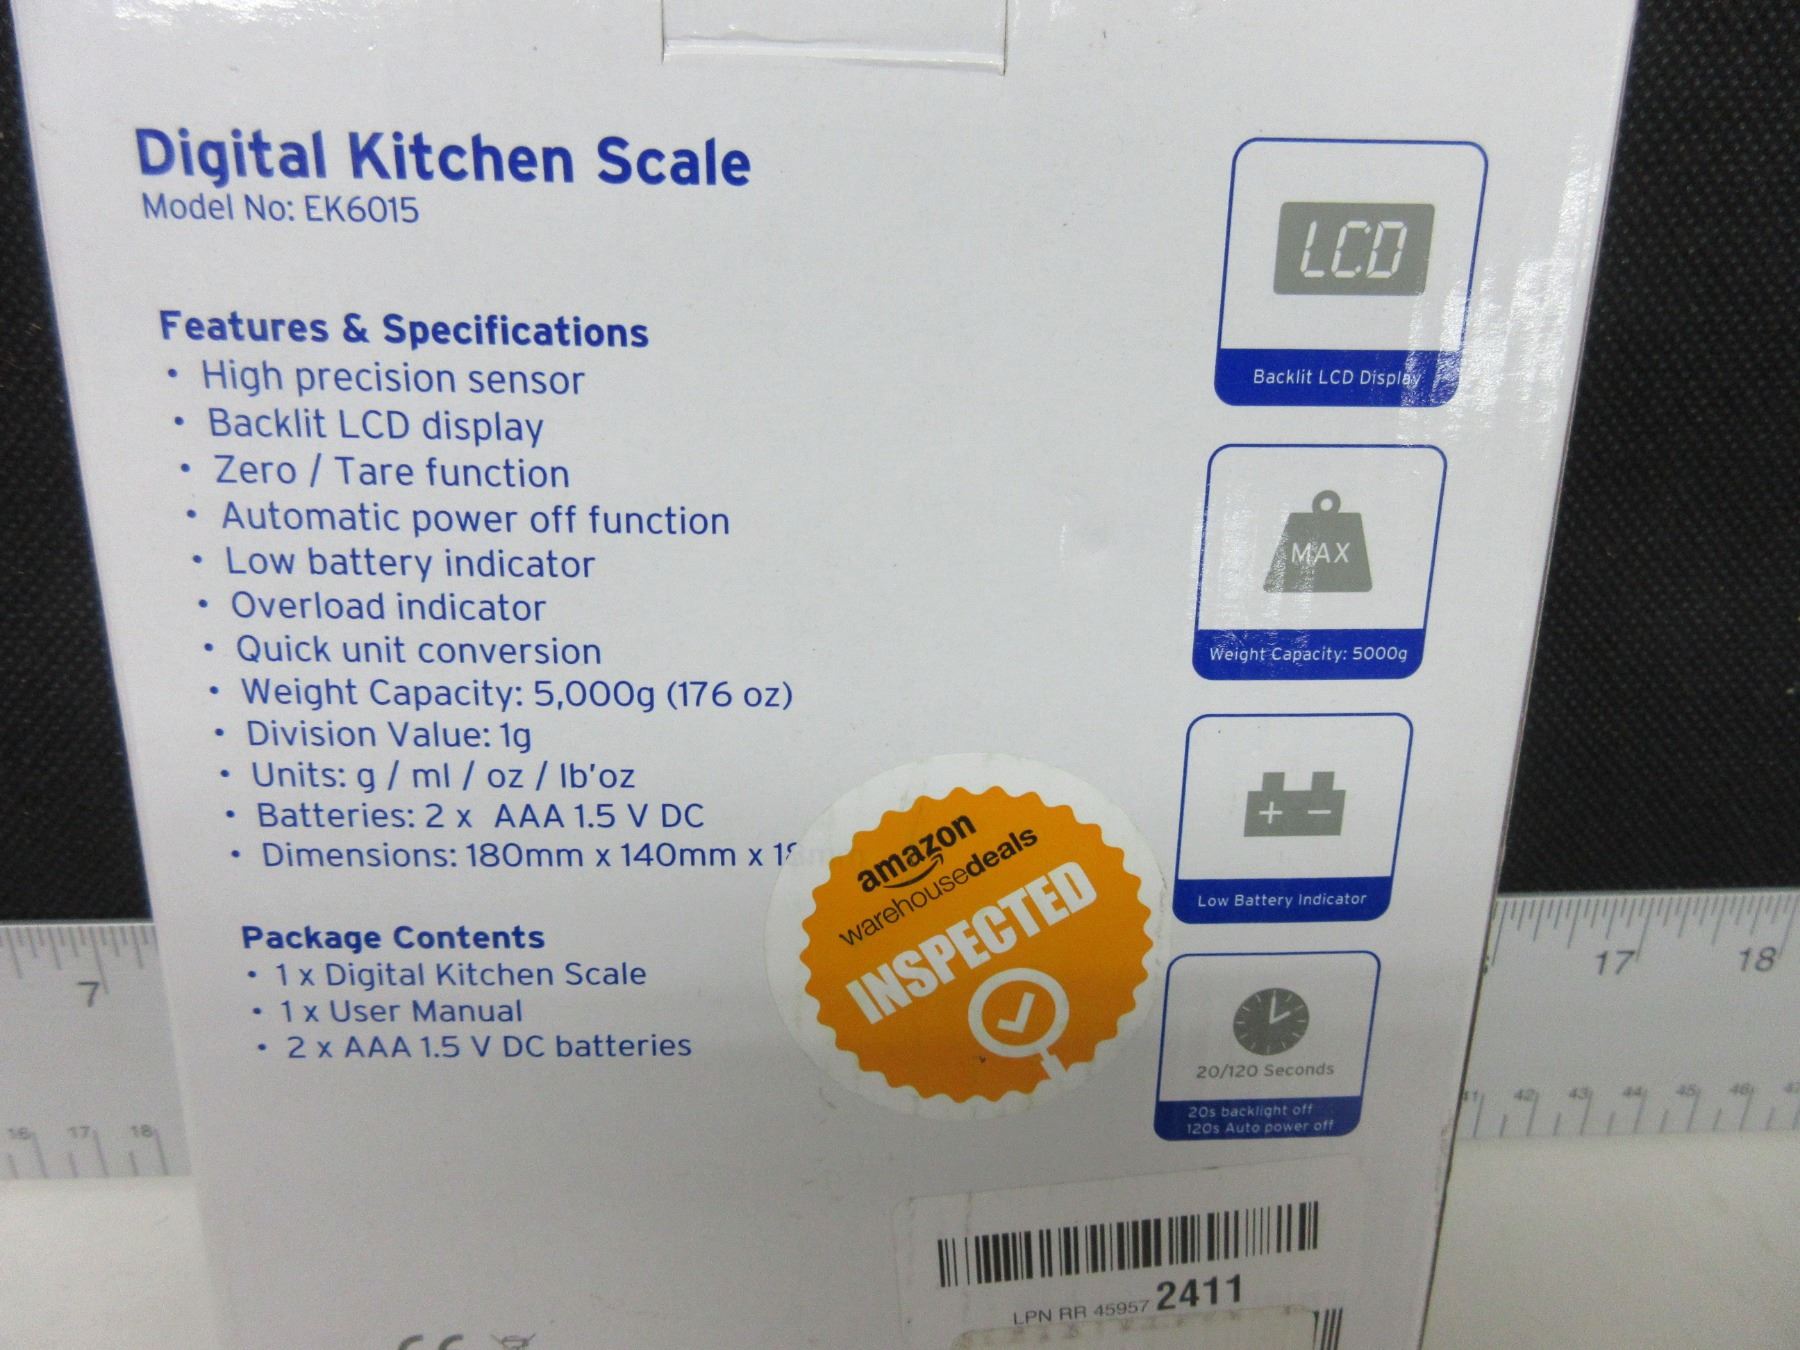 Digital Kitchen Scale
Model No: EK6015
Features & Specifications
• High precision sensor
• Backlit LCD display
• Zero / Tare function
• Automatic power off function
• Low battery indicator
• Overload indicator
• Quick unit conversion
• Weight Capacity: 5,000g (176 oz)
• Division Value: 1g
• Units: g / ml / oz / lb'oz
• Batteries: 2 x AAA 1.5 V DC
• Dimensions: 180mm x 140mm x
Package Contents
• 1 x Digital Kitchen Scale
• 1 x User Manual
• 2 x AAA 1.5 V DC batteries
LCD
Backlit LCD Display
MAX
Weight Capacity: 5000g
+ -
Low Battery Indicator
20/120 Seconds
20s backlight off
120s Auto power off
amazon
warehousedeals
INSPECTED
LPN RR 45957 2411
CE
7
16 17 18
17 18
41 42 43 44 45 46